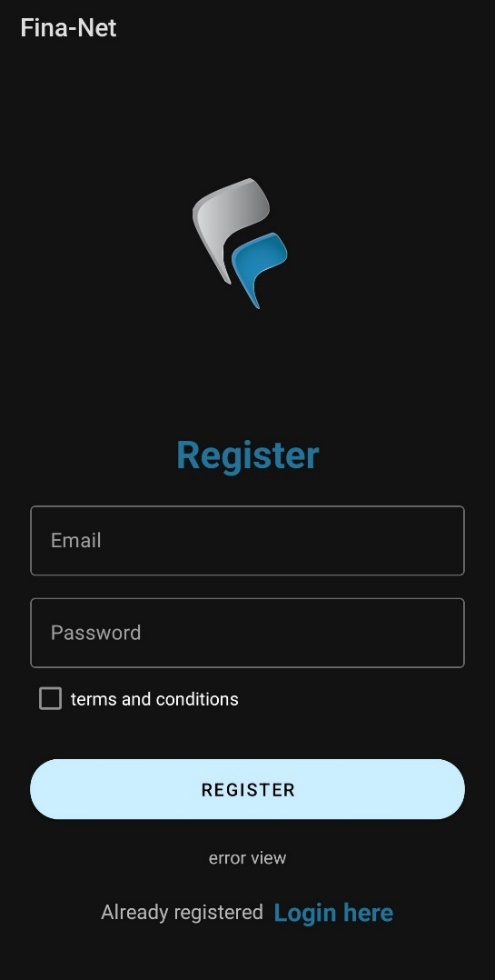 Fina-Net
Register
Email
Password
terms and conditions
REGISTER
error view
Already registered Login here